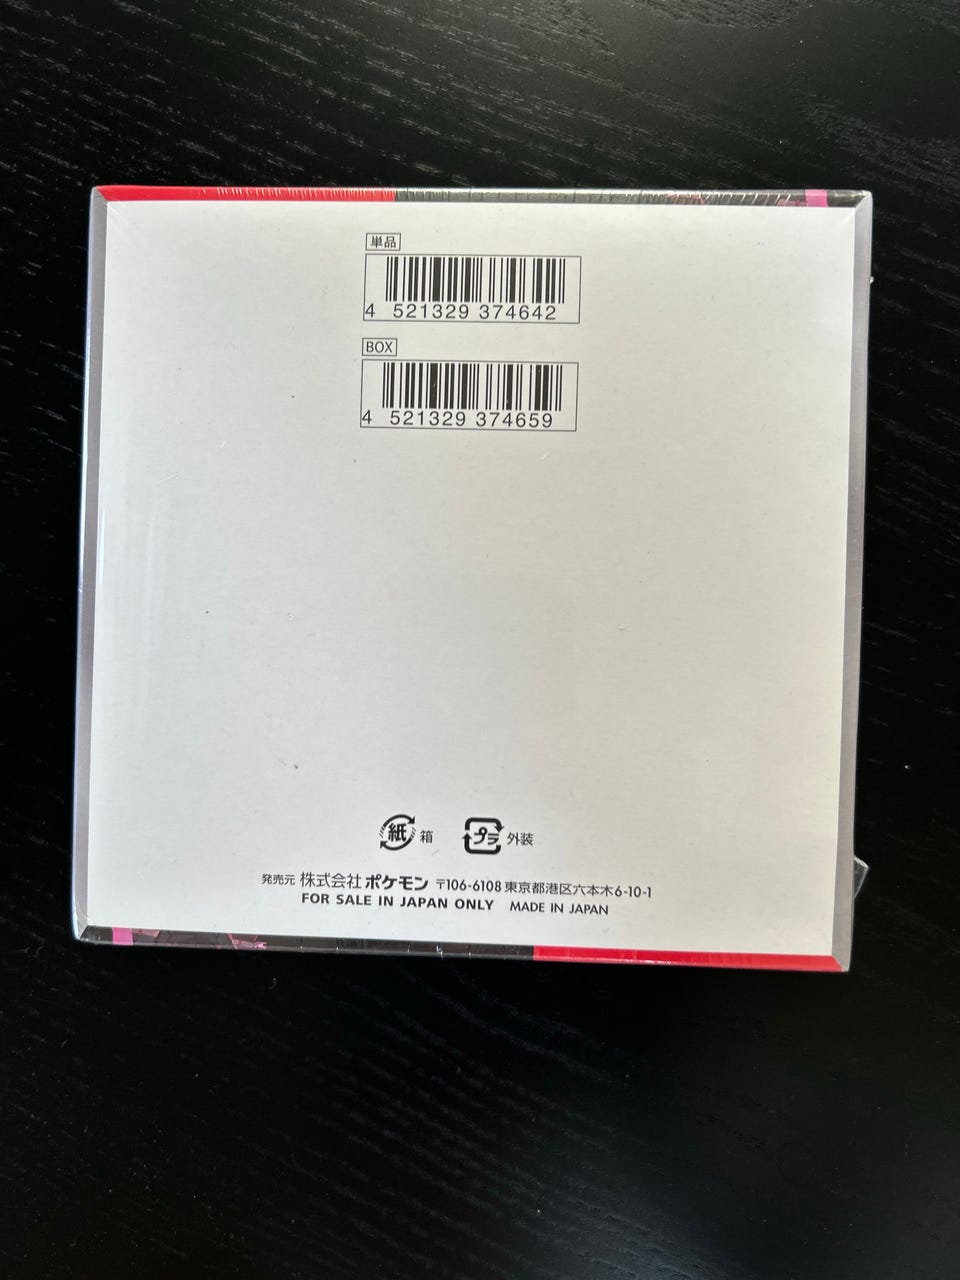 単品
4 521329 374642
BOX
4 521329 374659
紙 箱 プラ 外装
発売元 株式会社ポケモン 〒106-6108 東京都港区六本木6-10-1
FOR SALE IN JAPAN ONLY MADE IN JAPAN